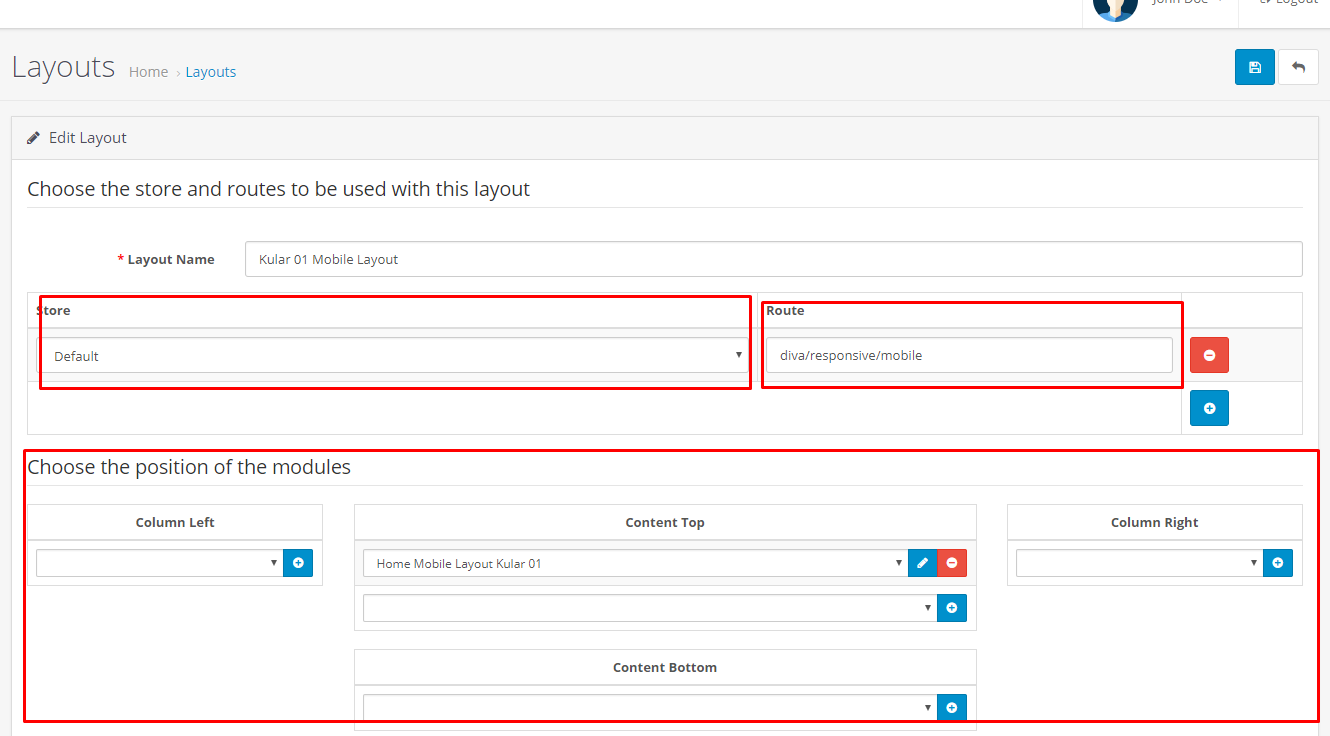 John Doe Logout
Layouts Home › Layouts
Edit Layout
Choose the store and routes to be used with this layout
* Layout Name Kular 01 Mobile Layout
Store Route
Default diva/responsive/mobile
Choose the position of the modules
Column Left Content Top Column Right
Home Mobile Layout Kular 01
Content Bottom